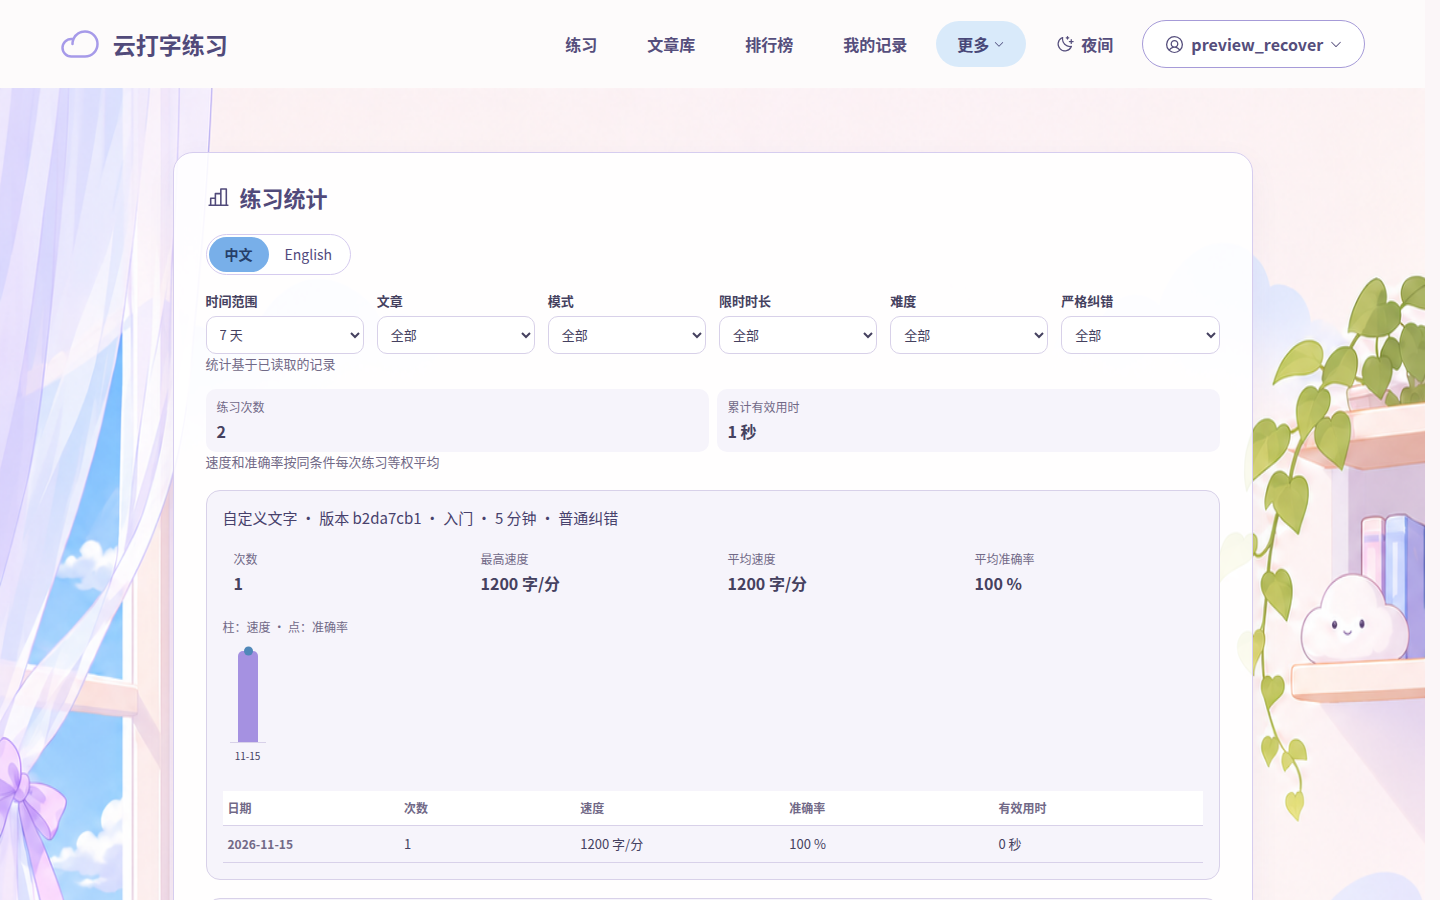 云打字练习
练习 文章库 排行榜 我的记录 更多 夜间 preview_recover
练习统计
中文 English
时间范围 文章 模式 限时时长 难度 严格纠错
7 天 全部 全部 全部 全部 全部
统计基于已读取的记录
练习次数 累计有效用时
2 1 秒
速度和准确率按同条件每次练习等权平均
自定义文字 · 版本 b2da7cb1 · 入门 · 5 分钟 · 普通纠错
次数 最高速度 平均速度 平均准确率
1 1200 字/分 1200 字/分 100 %
柱：速度 · 点：准确率
11-15
日期 次数 速度 准确率 有效用时
2026-11-15 1 1200 字/分 100 % 0 秒